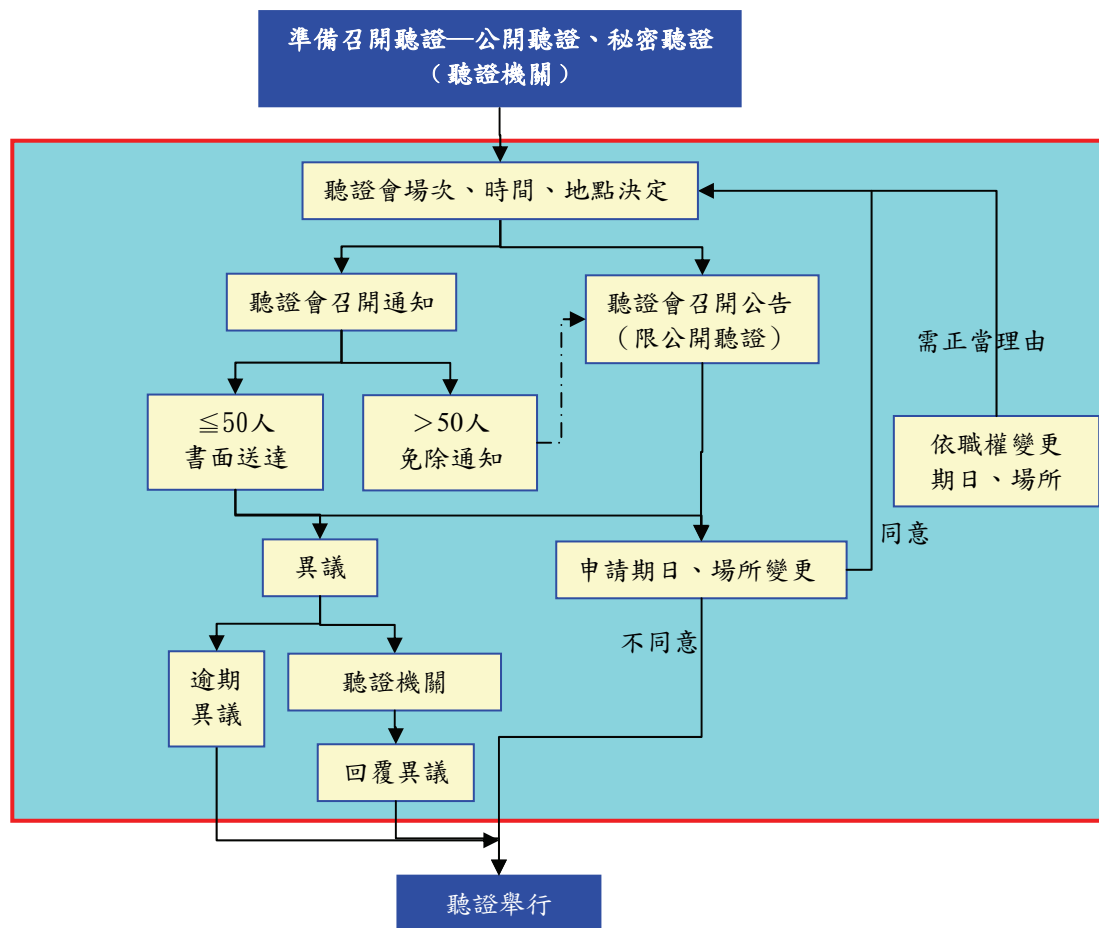 準備召開聽證—公開聽證、秘密聽證
（聽證機關）
聽證會場次、時間、地點決定
聽證會召開通知
聽證會召開公告
（限公開聽證）
需正當理由
≦50人
書面送達
＞50人
免除通知
依職權變更
期日、場所
同意
異議
申請期日、場所變更
不同意
逾期
異議
聽證機關
回覆異議
聽證舉行